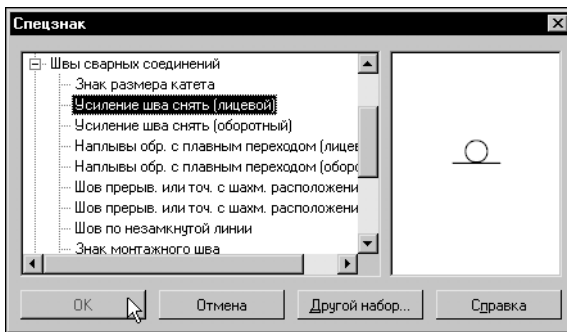 Спецзнак
Швы сварных соединений
Знак размера катета
Усиление шва снять (лицевой)
Усиление шва снять (оборотный)
Наплывы обр. с плавным переходом (лицев
Наплывы обр. с плавным переходом (оборо
Шов прерыв. или точ. с шахм. расположени
Шов прерыв. или точ. с шахм. расположени
Шов по незамкнутой линии
Знак монтажного шва
OK
Отмена
Другой набор...
Справка